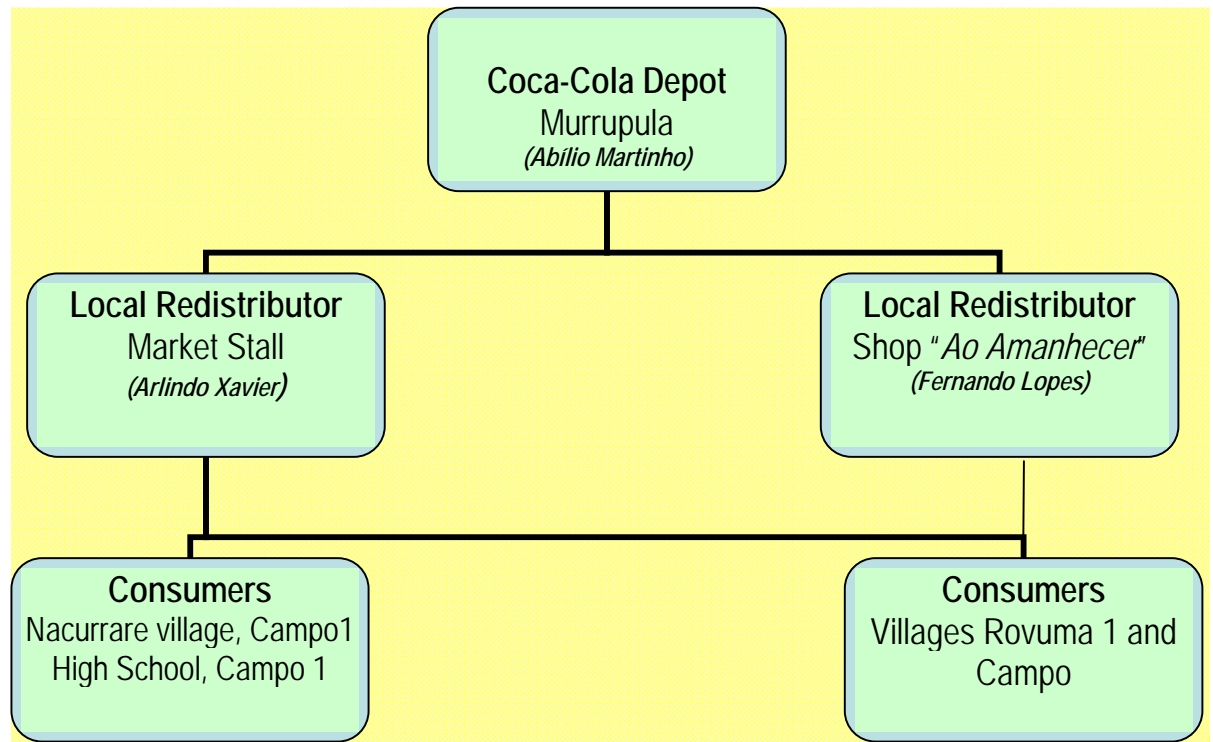 Coca-Cola Depot
Murrupula
(Abílio Martinho)
Local Redistributor
Market Stall
(Arlindo Xavier)
Local Redistributor
Shop "Ao Amanhecer"
(Fernando Lopes)
Consumers
Nacurrare village, Campo1
High School, Campo 1
Consumers
Villages Rovuma 1 and
Campo